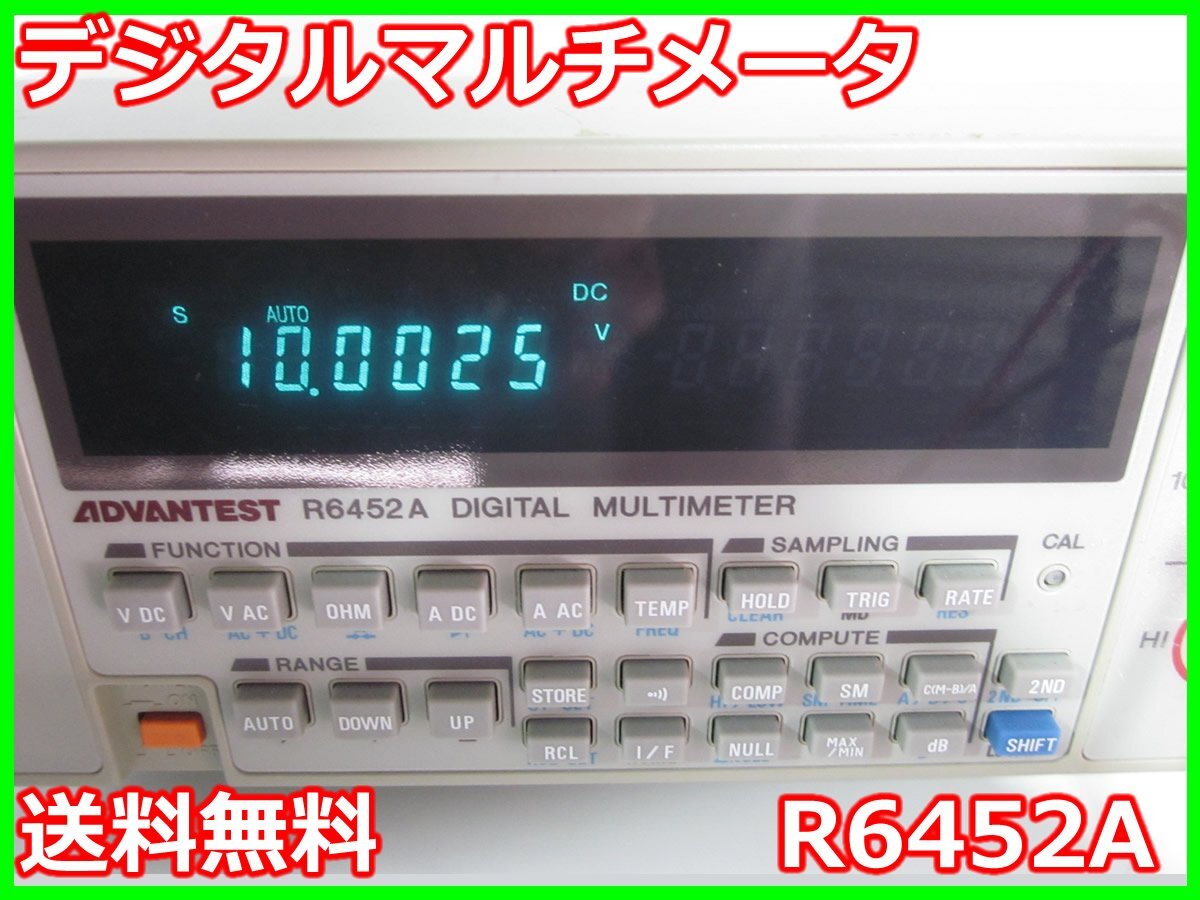 デジタルマルチメータ
DC
S AUTO V
10.0025
ADVANTEST R6452A DIGITAL MULTIMETER
FUNCTION SAMPLING CAL
V DC V AC OHM A DC A AC TEMP HOLD TRIG RATE
AC + DC AC + DC FREQ CLEAR RES
RANGE COMPUTE HI
STORE •))) COMP SM C(M-B)/A 2ND
AUTO DOWN UP
RCL I/F NULL MAX/MIN dB SHIFT
送料無料 R6452A